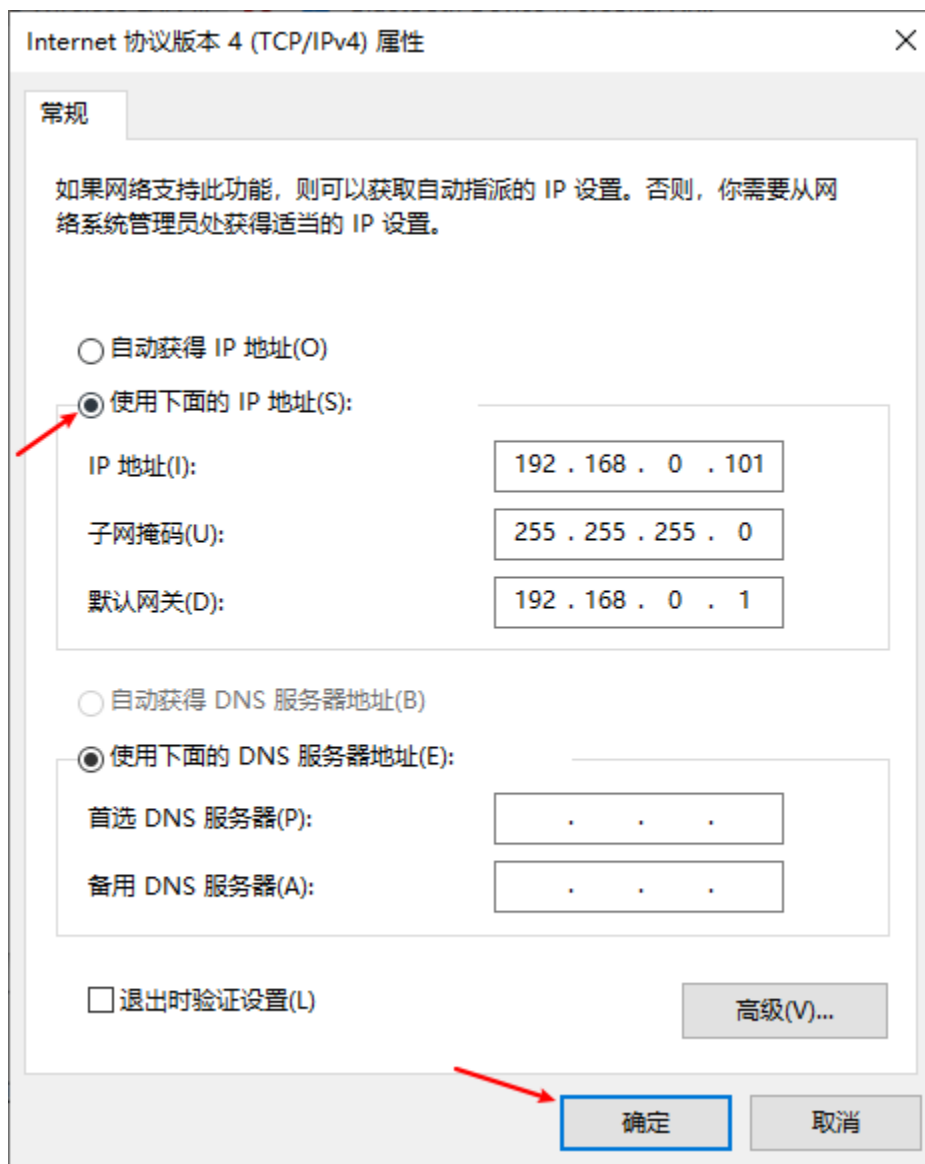 Internet 协议版本 4 (TCP/IPv4) 属性
常规
如果网络支持此功能，则可以获取自动指派的 IP 设置。否则，你需要从网
络系统管理员处获得适当的 IP 设置。
自动获得 IP 地址(O)
使用下面的 IP 地址(S):
IP 地址(I): 192 . 168 . 0 . 101
子网掩码(U): 255 . 255 . 255 . 0
默认网关(D): 192 . 168 . 0 . 1
自动获得 DNS 服务器地址(B)
使用下面的 DNS 服务器地址(E):
首选 DNS 服务器(P): . . .
备用 DNS 服务器(A): . . .
退出时验证设置(L)
高级(V)...
确定 取消